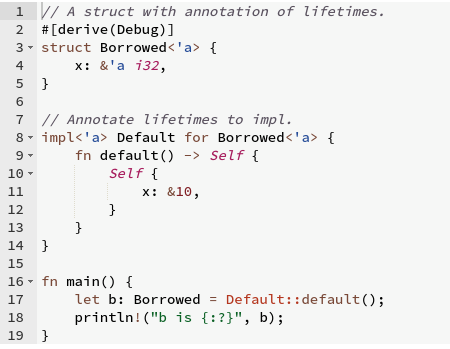 1 // A struct with annotation of lifetimes.
2 #[derive(Debug)]
3 struct Borrowed<'a> {
4     x: &'a i32,
5 }
6
7 // Annotate lifetimes to impl.
8 impl<'a> Default for Borrowed<'a> {
9     fn default() -> Self {
10         Self {
11             x: &10,
12         }
13     }
14 }
15
16 fn main() {
17     let b: Borrowed = Default::default();
18     println!("b is {:?}", b);
19 }